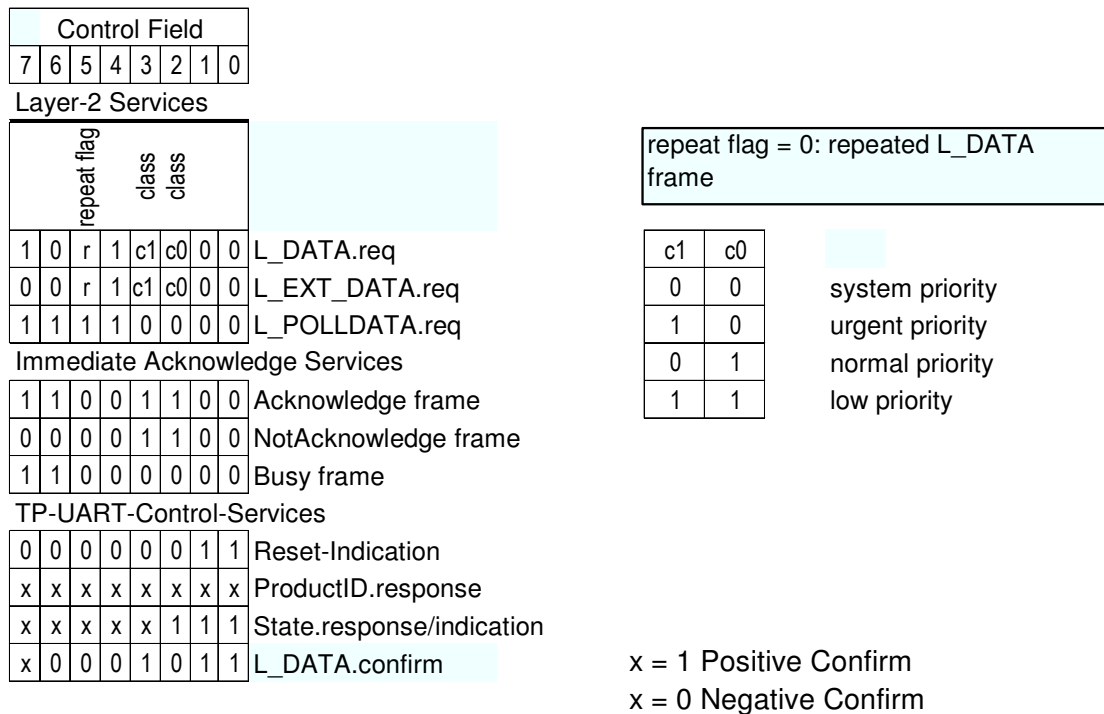 Control Field
7 6 5 4 3 2 1 0
Layer-2 Services
repeat flag class class
repeat flag = 0: repeated L_DATA
frame
1 0 r 1 c1 c0 0 0 L_DATA.req
0 0 r 1 c1 c0 0 0 L_EXT_DATA.req
1 1 1 1 0 0 0 0 L_POLLDATA.req
c1 c0
0 0 system priority
1 0 urgent priority
0 1 normal priority
1 1 low priority
Immediate Acknowledge Services
1 1 0 0 1 1 0 0 Acknowledge frame
0 0 0 0 1 1 0 0 NotAcknowledge frame
1 1 0 0 0 0 0 0 Busy frame
TP-UART-Control-Services
0 0 0 0 0 0 1 1 Reset-Indication
x x x x x x x x ProductID.response
x x x x x 1 1 1 State.response/indication
x 0 0 0 1 0 1 1 L_DATA.confirm
x = 1 Positive Confirm
x = 0 Negative Confirm